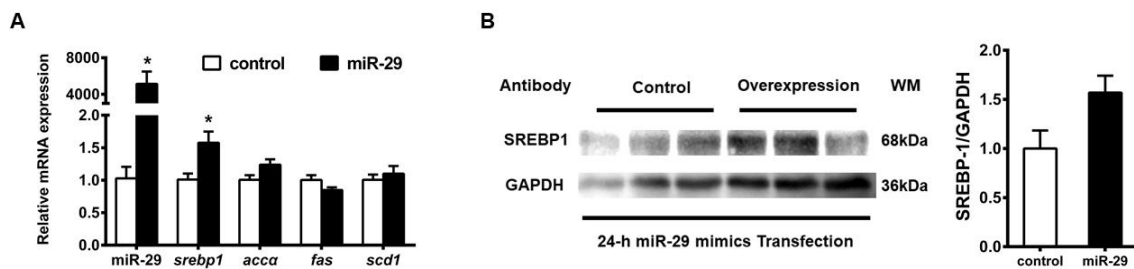 A
Relative mRNA expression
8000
4000
2.0
1.5
1.0
0.5
0.0
control
miR-29
*
*
miR-29 srebp1 accα fas scd1
B
Antibody Control Overexpression WM
SREBP1 68kDa
GAPDH 36kDa
24-h miR-29 mimics Transfection
SREBP-1/GAPDH
2.0
1.5
1.0
0.5
0.0
control miR-29